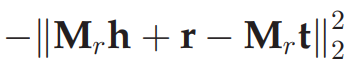 −‖M_r h + r − M_r t‖_2^2